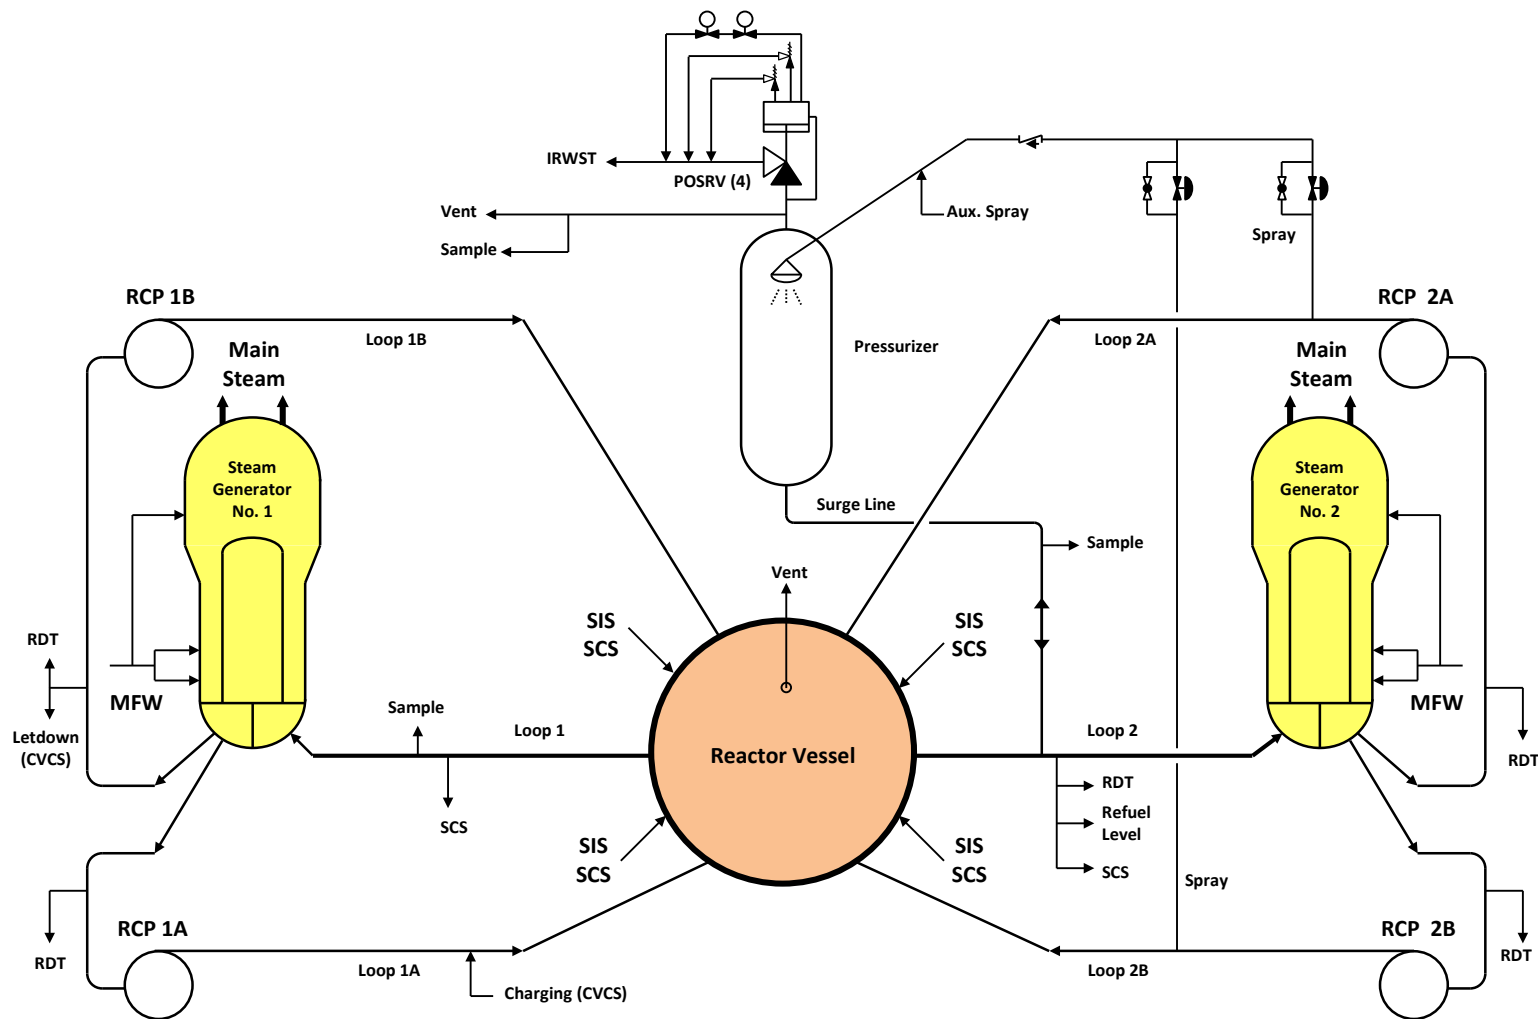 IRWST
POSRV (4)
Vent
Sample
Aux. Spray
Spray
RCP 1B
RCP 2A
Loop 1B
Pressurizer
Loop 2A
Main
Steam
Main
Steam
Steam
Generator
No. 1
Steam
Generator
No. 2
Surge Line
Sample
Vent
SIS
SCS
SIS
SCS
RDT
MFW
MFW
Letdown
(CVCS)
Sample
Loop 1
Reactor Vessel
Loop 2
RDT
RDT
Refuel
Level
SCS
SCS
SIS
SCS
SIS
SCS
Spray
RCP 1A
RCP 2B
RDT
RDT
Loop 1A
Loop 2B
Charging (CVCS)